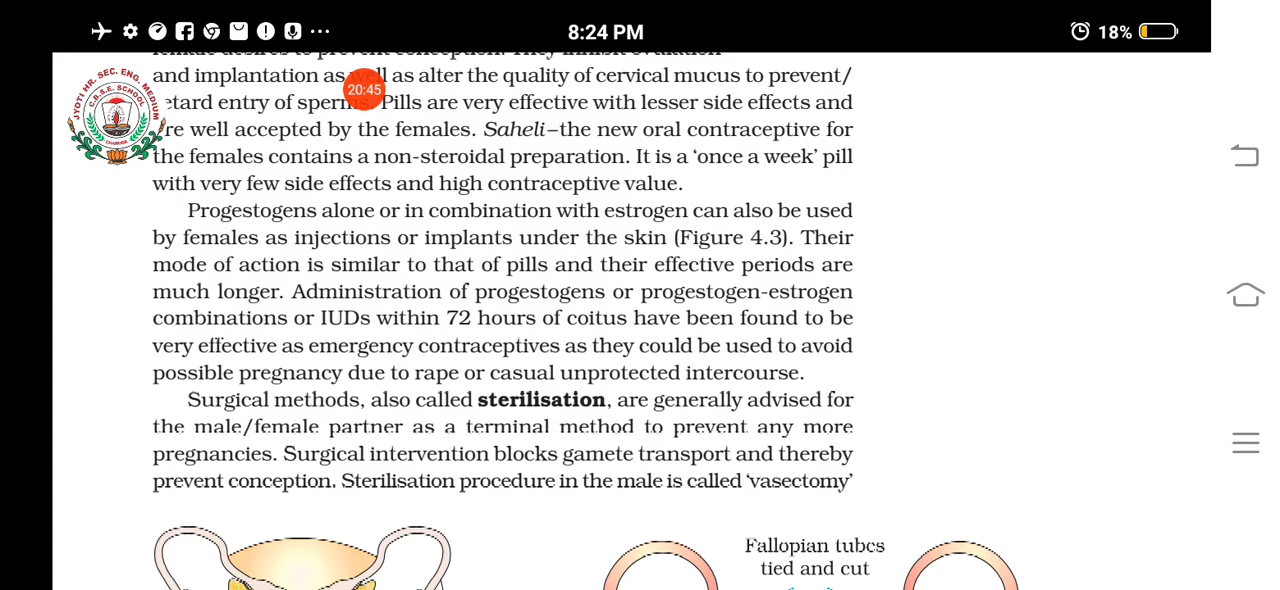 8:24 PM
18%
and implantation as well as alter the quality of cervical mucus to prevent/
JYOTI HR. SEC. ENG. MEDIUM
C.B.S.E. SCHOOL
20:45
etard entry of sperms. Pills are very effective with lesser side effects and
re well accepted by the females. Saheli–the new oral contraceptive for
the females contains a non-steroidal preparation. It is a ‘once a week’ pill
with very few side effects and high contraceptive value.
Progestogens alone or in combination with estrogen can also be used
by females as injections or implants under the skin (Figure 4.3). Their
mode of action is similar to that of pills and their effective periods are
much longer. Administration of progestogens or progestogen-estrogen
combinations or IUDs within 72 hours of coitus have been found to be
very effective as emergency contraceptives as they could be used to avoid
possible pregnancy due to rape or casual unprotected intercourse.
Surgical methods, also called sterilisation, are generally advised for
the male/female partner as a terminal method to prevent any more
pregnancies. Surgical intervention blocks gamete transport and thereby
prevent conception. Sterilisation procedure in the male is called ‘vasectomy’
Fallopian tubes
tied and cut